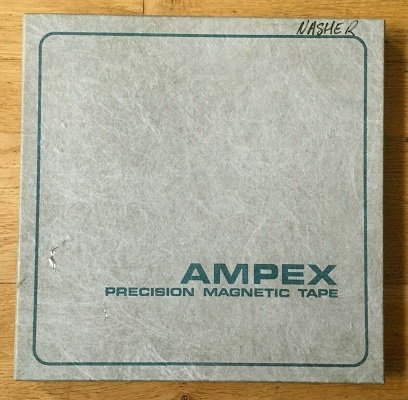 NASHER
AMPEX
PRECISION MAGNETIC TAPE